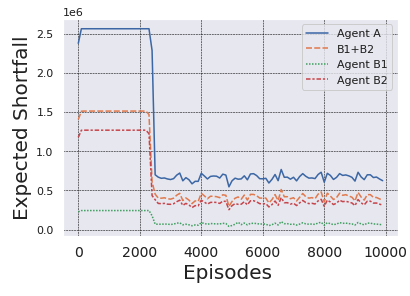 1e6
Expected Shortfall
2.5
2.0
1.5
1.0
0.5
0.0
Agent A
B1+B2
Agent B1
Agent B2
0 2000 4000 6000 8000 10000
Episodes